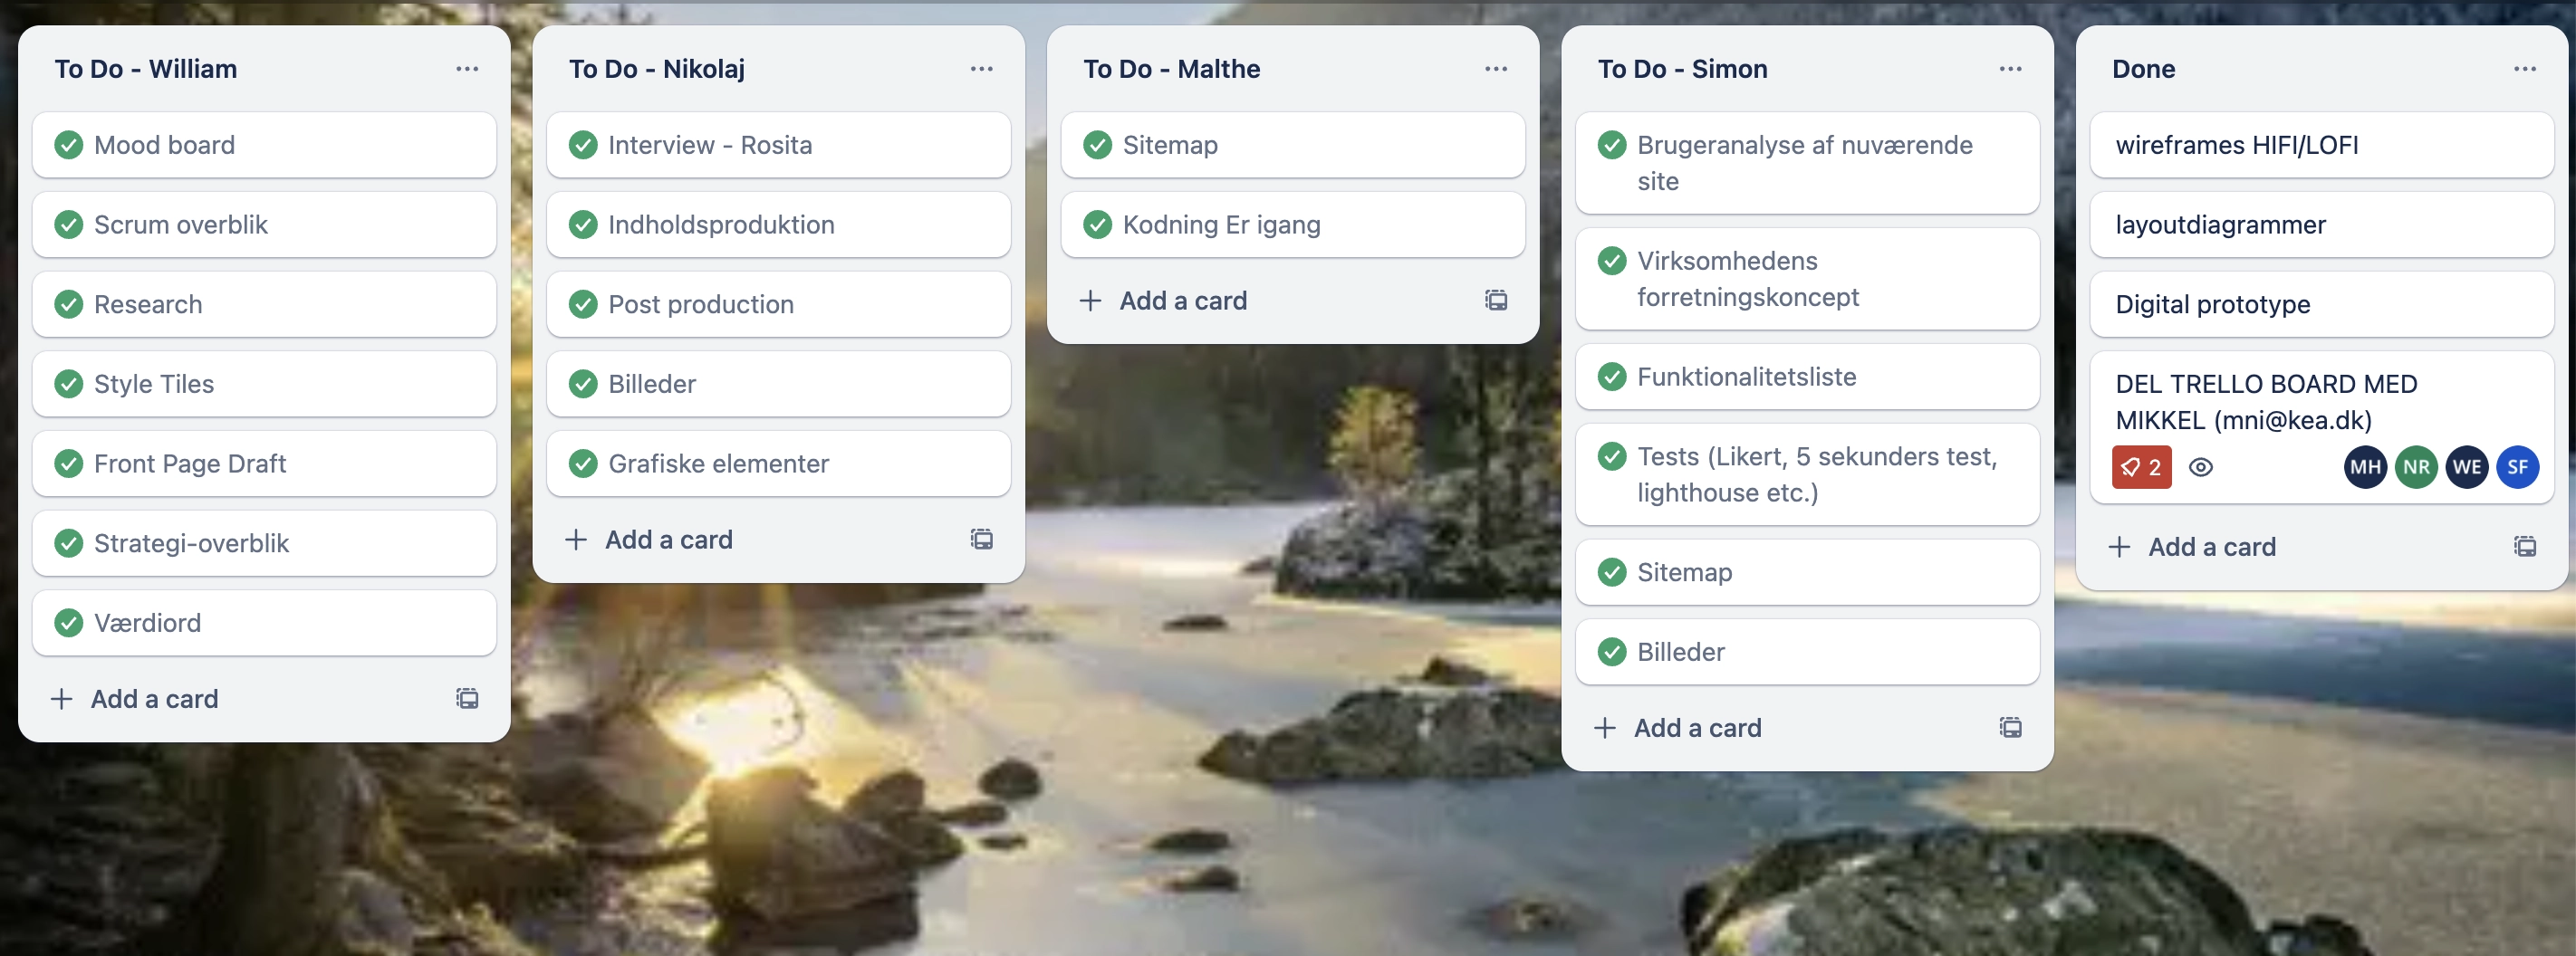 To Do - William
Mood board
Scrum overblik
Research
Style Tiles
Front Page Draft
Strategi-overblik
Værdiord
Add a card
To Do - Nikolaj
Interview - Rosita
Indholdsproduktion
Post production
Billeder
Grafiske elementer
Add a card
To Do - Malthe
Sitemap
Kodning Er igang
Add a card
To Do - Simon
Brugeranalyse af nuværende
site
Virksomhedens
forretningskoncept
Funktionalitetsliste
Tests (Likert, 5 sekunders test,
lighthouse etc.)
Sitemap
Billeder
Add a card
Done
wireframes HIFI/LOFI
layoutdiagrammer
Digital prototype
DEL TRELLO BOARD MED
MIKKEL (mni@kea.dk)
2 MH NR WE SF
Add a card